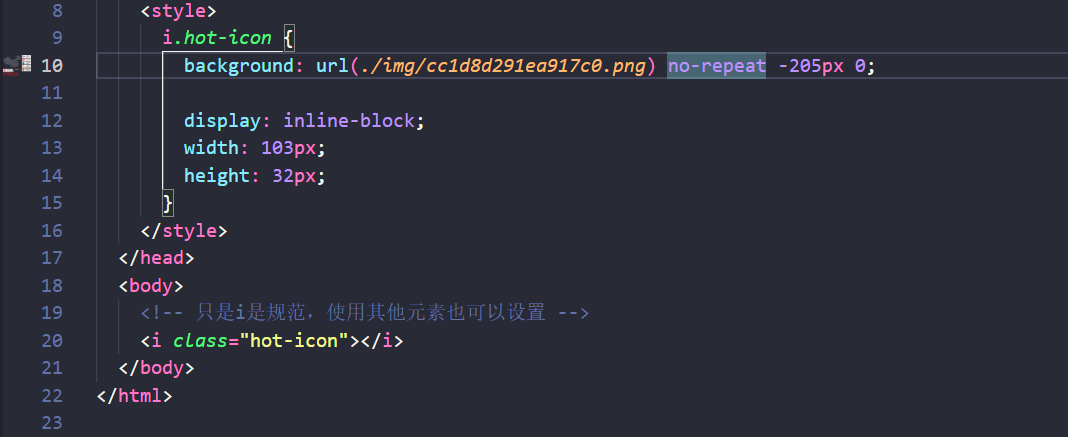 8 <style>
9 i.hot-icon {
10 background: url(./img/cc1d8d291ea917c0.png) no-repeat -205px 0;
11
12 display: inline-block;
13 width: 103px;
14 height: 32px;
15 }
16 </style>
17 </head>
18 <body>
19 <!-- 只是i是规范，使用其他元素也可以设置 -->
20 <i class="hot-icon"></i>
21 </body>
22 </html>
23